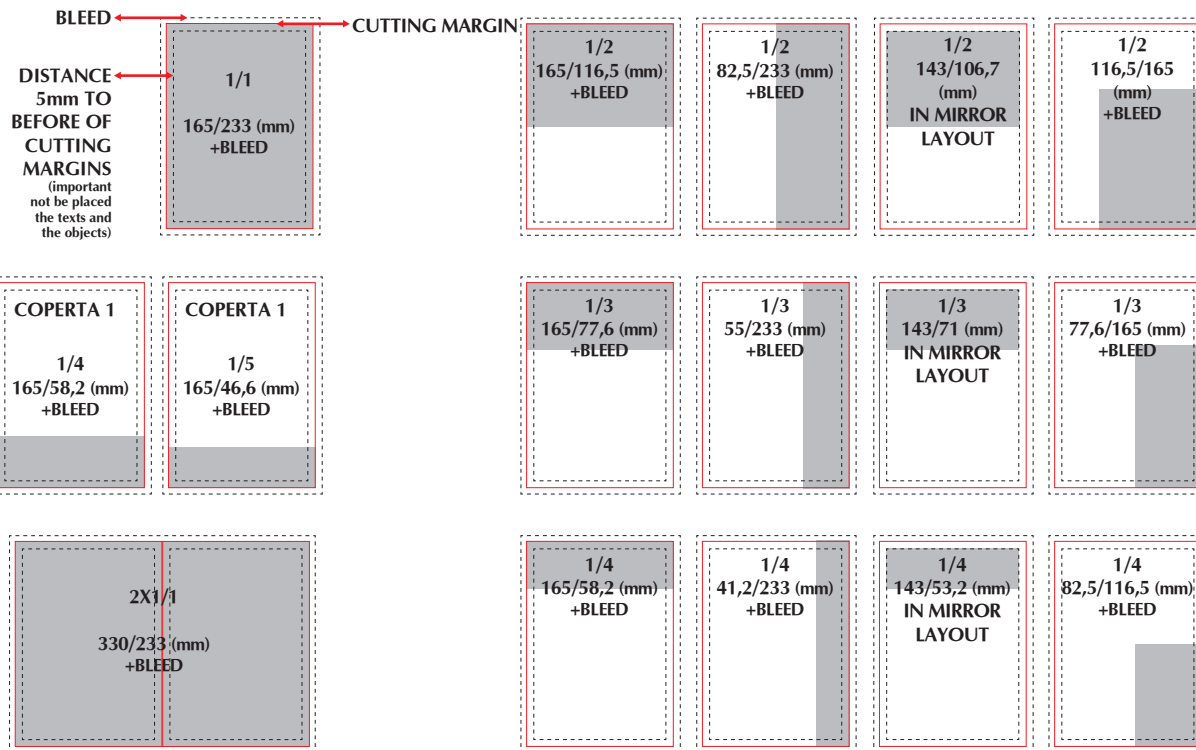 BLEED
CUTTING MARGIN
DISTANCE
5mm TO
BEFORE OF
CUTTING
MARGINS
(important
not be placed
the texts and
the objects)
1/1
165/233 (mm)
+BLEED
1/2
165/116,5 (mm)
+BLEED
1/2
82,5/233 (mm)
+BLEED
1/2
143/106,7
(mm)
IN MIRROR
LAYOUT
1/2
116,5/165
(mm)
+BLEED
COPERTA 1
1/4
165/58,2 (mm)
+BLEED
COPERTA 1
1/5
165/46,6 (mm)
+BLEED
1/3
165/77,6 (mm)
+BLEED
1/3
55/233 (mm)
+BLEED
1/3
143/71 (mm)
IN MIRROR
LAYOUT
1/3
77,6/165 (mm)
+BLEED
2X1/1
330/233 (mm)
+BLEED
1/4
165/58,2 (mm)
+BLEED
1/4
41,2/233 (mm)
+BLEED
1/4
143/53,2 (mm)
IN MIRROR
LAYOUT
1/4
82,5/116,5 (mm)
+BLEED